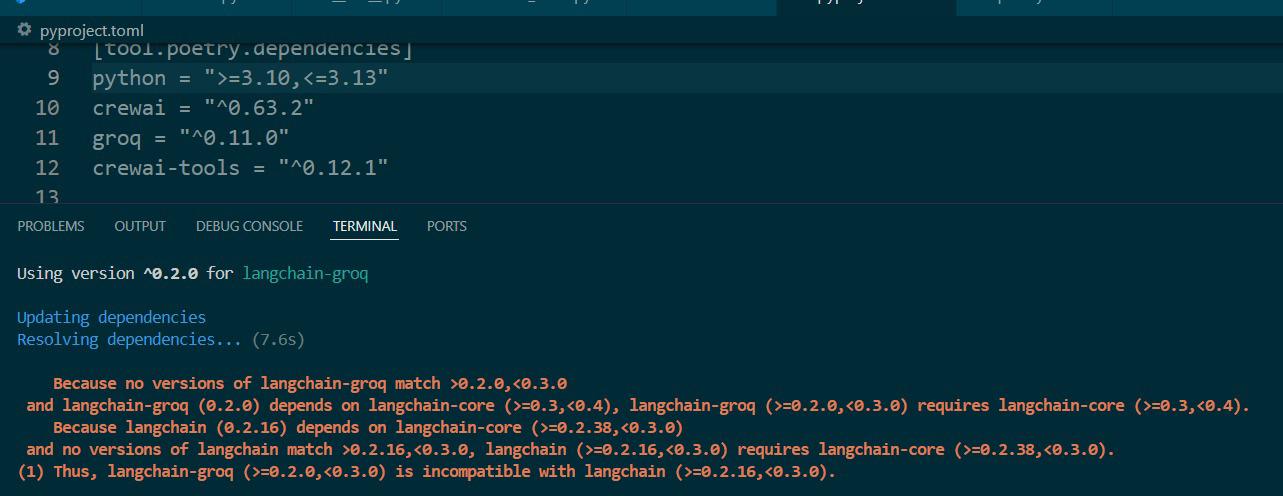 pyproject.toml
8 [tool.poetry.dependencies]
9 python = ">=3.10,<=3.13"
10 crewai = "^0.63.2"
11 groq = "^0.11.0"
12 crewai-tools = "^0.12.1"
13
PROBLEMS OUTPUT DEBUG CONSOLE TERMINAL PORTS
Using version ^0.2.0 for langchain-groq
Updating dependencies
Resolving dependencies... (7.6s)
Because no versions of langchain-groq match >0.2.0,<0.3.0
and langchain-groq (0.2.0) depends on langchain-core (>=0.3,<0.4), langchain-groq (>=0.2.0,<0.3.0) requires langchain-core (>=0.3,<0.4).
Because langchain (0.2.16) depends on langchain-core (>=0.2.38,<0.3.0)
and no versions of langchain match >0.2.16,<0.3.0, langchain (>=0.2.16,<0.3.0) requires langchain-core (>=0.2.38,<0.3.0).
(1) Thus, langchain-groq (>=0.2.0,<0.3.0) is incompatible with langchain (>=0.2.16,<0.3.0).